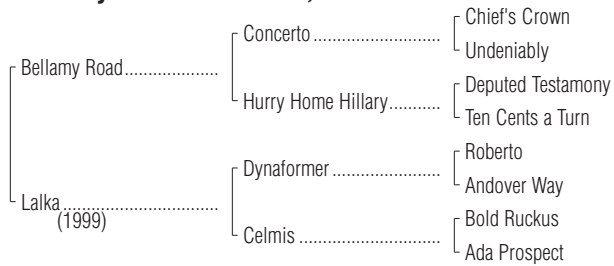 Concerto ........................ Chief's Crown
Undeniably
Bellamy Road...................
Hurry Home Hillary.......... Deputed Testamony
Ten Cents a Turn
Dynaformer ..................... Roberto
Andover Way
Lalka ...............................
(1999)
Celmis ............................ Bold Ruckus
Ada Prospect